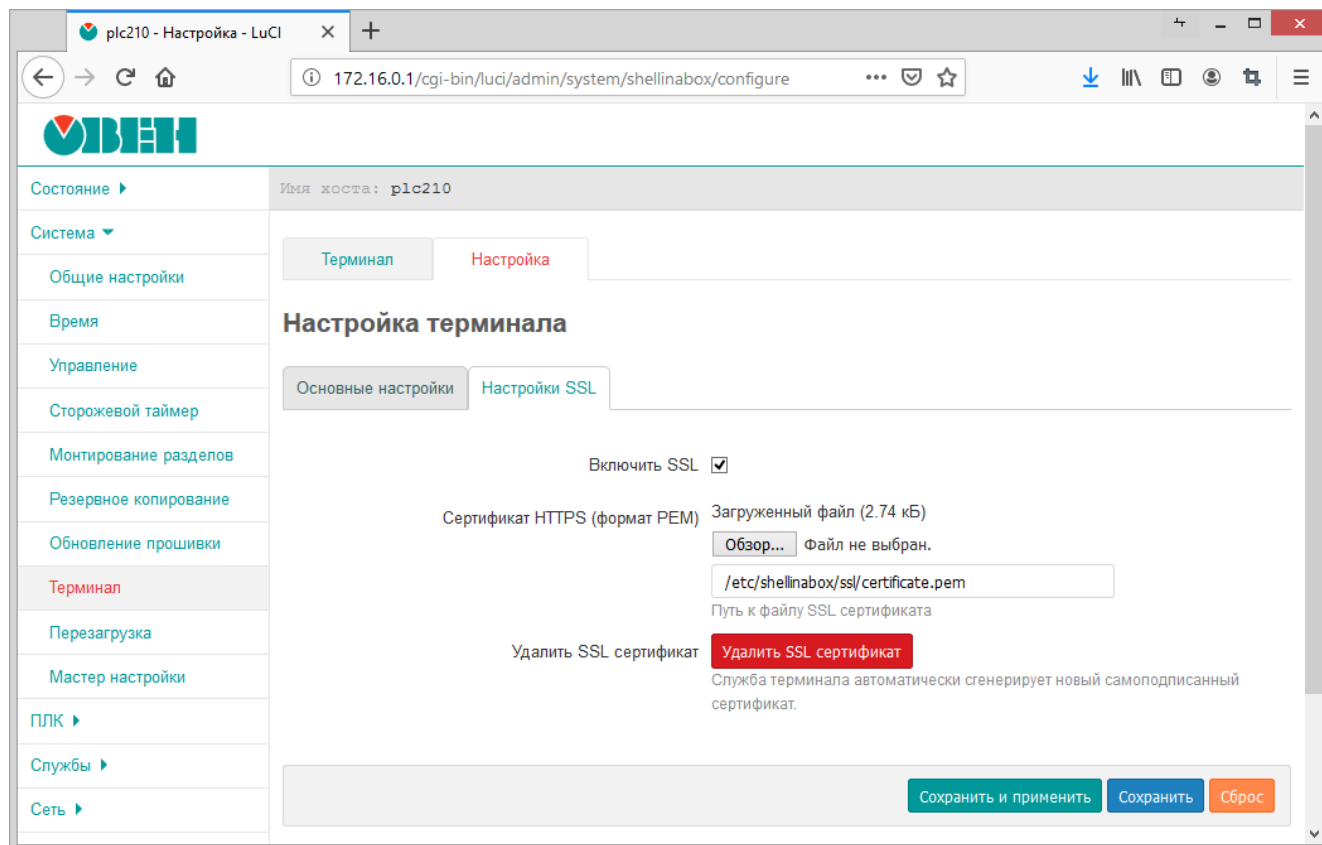 plc210 - Настройка - LuCI
172.16.0.1/cgi-bin/luci/admin/system/shellinabox/configure
ОВЕН
Состояние
Имя хоста: plc210
Система
Терминал Настройка
Общие настройки
Время
Настройка терминала
Управление
Основные настройки Настройки SSL
Сторожевой таймер
Монтирование разделов
Включить SSL
Резервное копирование
Сертификат HTTPS (формат PEM) Загруженный файл (2.74 кБ)
Обновление прошивки
Обзор... Файл не выбран.
Терминал
/etc/shellinabox/ssl/certificate.pem
Путь к файлу SSL сертификата
Перезагрузка
Удалить SSL сертификат Удалить SSL сертификат
Мастер настройки
Служба терминала автоматически сгенерирует новый самоподписанный
сертификат.
ПЛК
Службы
Сохранить и применить Сохранить Сброс
Сеть